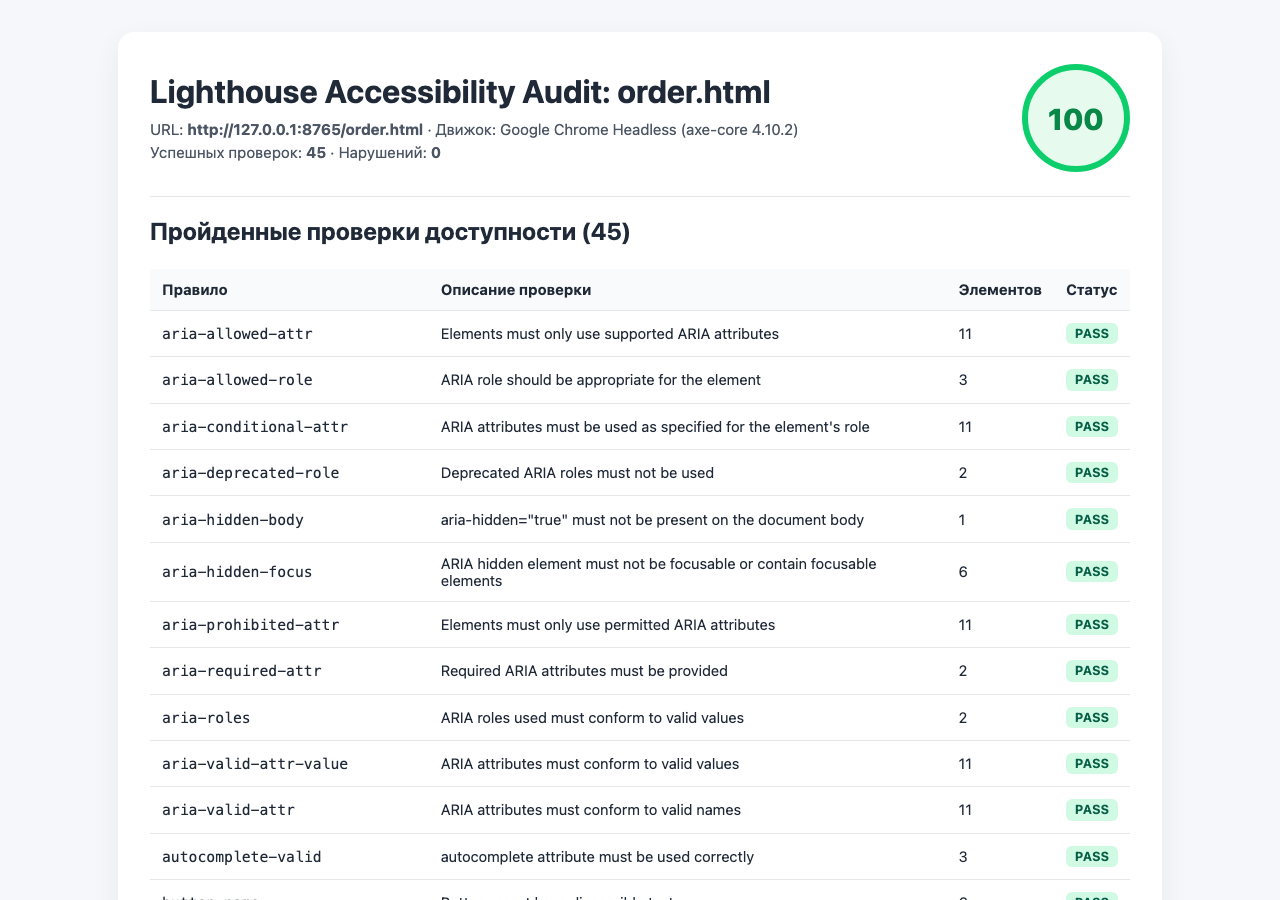 Lighthouse Accessibility Audit: order.html
URL: http://127.0.0.1:8765/order.html · Движок: Google Chrome Headless (axe-core 4.10.2)
Успешных проверок: 45 · Нарушений: 0
100
Пройденные проверки доступности (45)
Правило Описание проверки Элементов Статус
aria-allowed-attr Elements must only use supported ARIA attributes 11 PASS
aria-allowed-role ARIA role should be appropriate for the element 3 PASS
aria-conditional-attr ARIA attributes must be used as specified for the element's role 11 PASS
aria-deprecated-role Deprecated ARIA roles must not be used 2 PASS
aria-hidden-body aria-hidden="true" must not be present on the document body 1 PASS
aria-hidden-focus ARIA hidden element must not be focusable or contain focusable
elements 6 PASS
aria-prohibited-attr Elements must only use permitted ARIA attributes 11 PASS
aria-required-attr Required ARIA attributes must be provided 2 PASS
aria-roles ARIA roles used must conform to valid values 2 PASS
aria-valid-attr-value ARIA attributes must conform to valid values 11 PASS
aria-valid-attr ARIA attributes must conform to valid names 11 PASS
autocomplete-valid autocomplete attribute must be used correctly 3 PASS